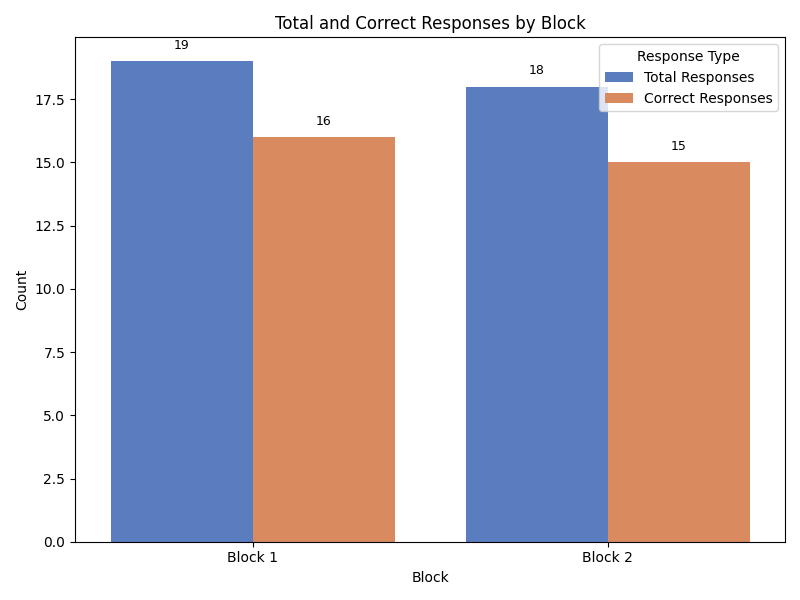 Total and Correct Responses by Block
19
18
16
15
Response Type
Total Responses
Correct Responses
Count
17.5
15.0
12.5
10.0
7.5
5.0
2.5
0.0
Block 1
Block 2
Block